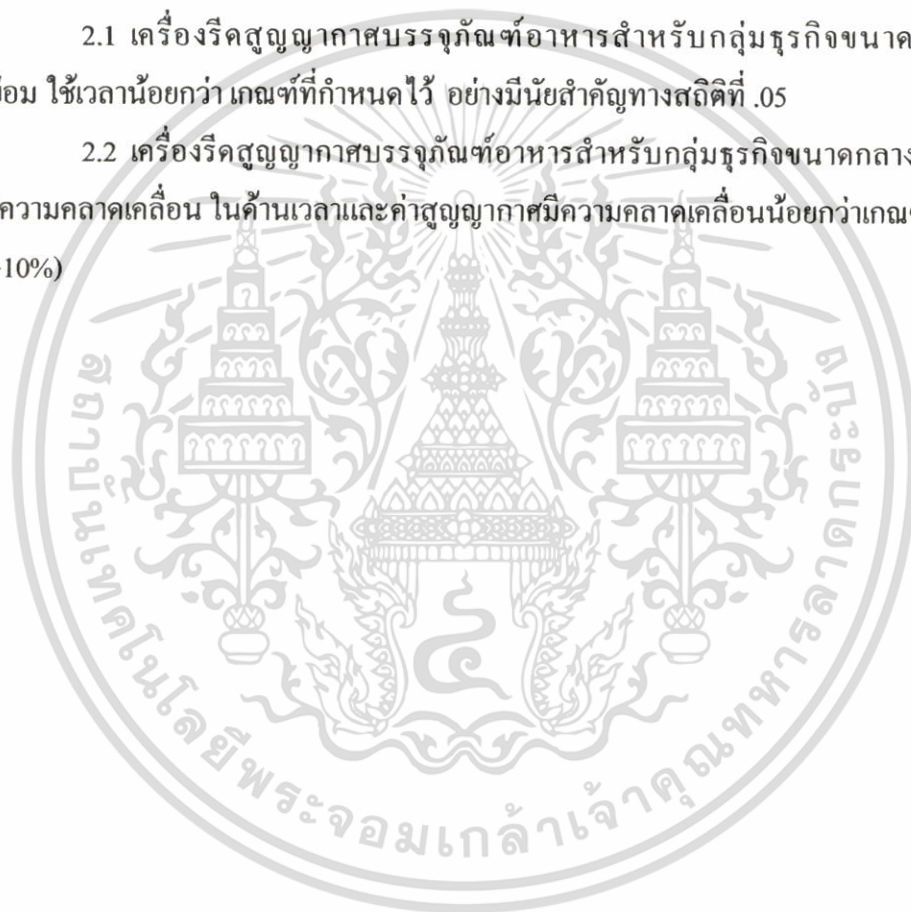 2.1 เครื่องรีดสูญญากาศบรรจุภัณฑ์อาหารสำหรับกลุ่มธุรกิจขนาด
ย่อม ใช้เวลาน้อยกว่า เกณฑ์ที่กำหนดไว้ อย่างมีนัยสำคัญทางสถิติที่ .05
2.2 เครื่องรีดสูญญากาศบรรจุภัณฑ์อาหารสำหรับกลุ่มธุรกิจขนาดกลาง
ความคลาดเคลื่อน ในด้านเวลาและค่าสูญญากาศมีความคลาดเคลื่อนน้อยกว่าเกณฑ์
10%)
สถาบันเทคโนโลยีพระจอมเกล้าเจ้าคุณทหารลาดกระบัง